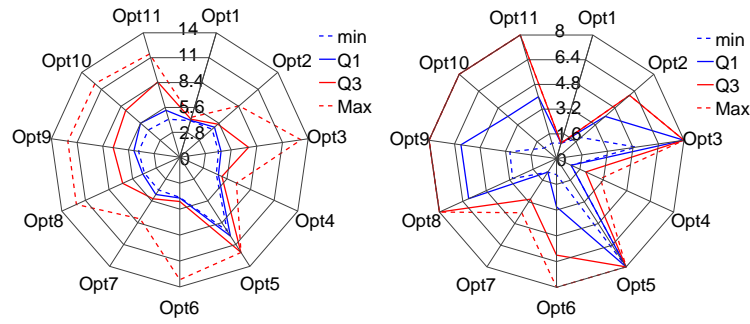 Opt11
Opt1
Opt10
Opt2
Opt9
Opt3
Opt8
Opt4
Opt7
Opt5
Opt6
14
11
8.4
5.6
2.8
0
min
Q1
Q3
Max
Opt11
Opt1
Opt10
Opt2
Opt9
Opt3
Opt8
Opt4
Opt7
Opt5
Opt6
8
6.4
4.8
3.2
1.6
0
min
Q1
Q3
Max